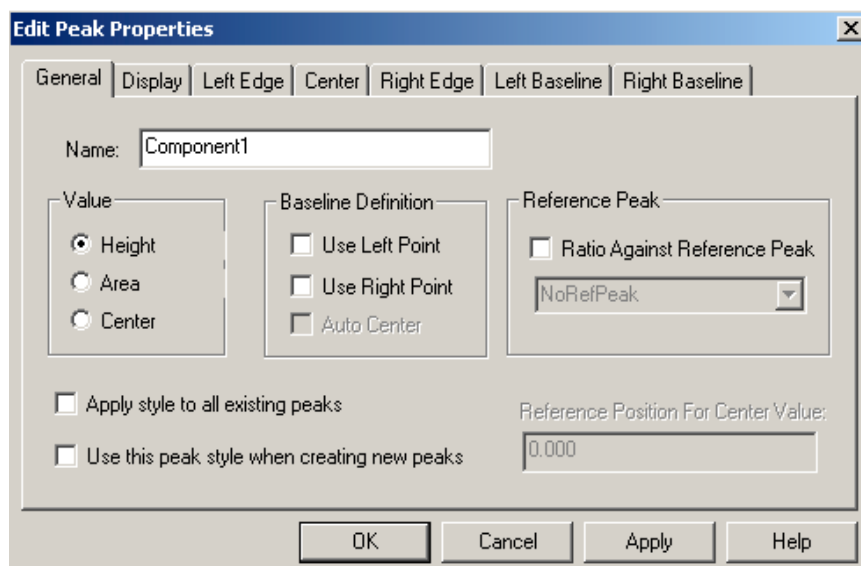 Edit Peak Properties
General Display Left Edge Center Right Edge Left Baseline Right Baseline
Name: Component1
Value
Height
Area
Center
Baseline Definition
Use Left Point
Use Right Point
Auto Center
Reference Peak
Ratio Against Reference Peak
NoRefPeak
Apply style to all existing peaks
Use this peak style when creating new peaks
Reference Position For Center Value:
0.000
OK Cancel Apply Help